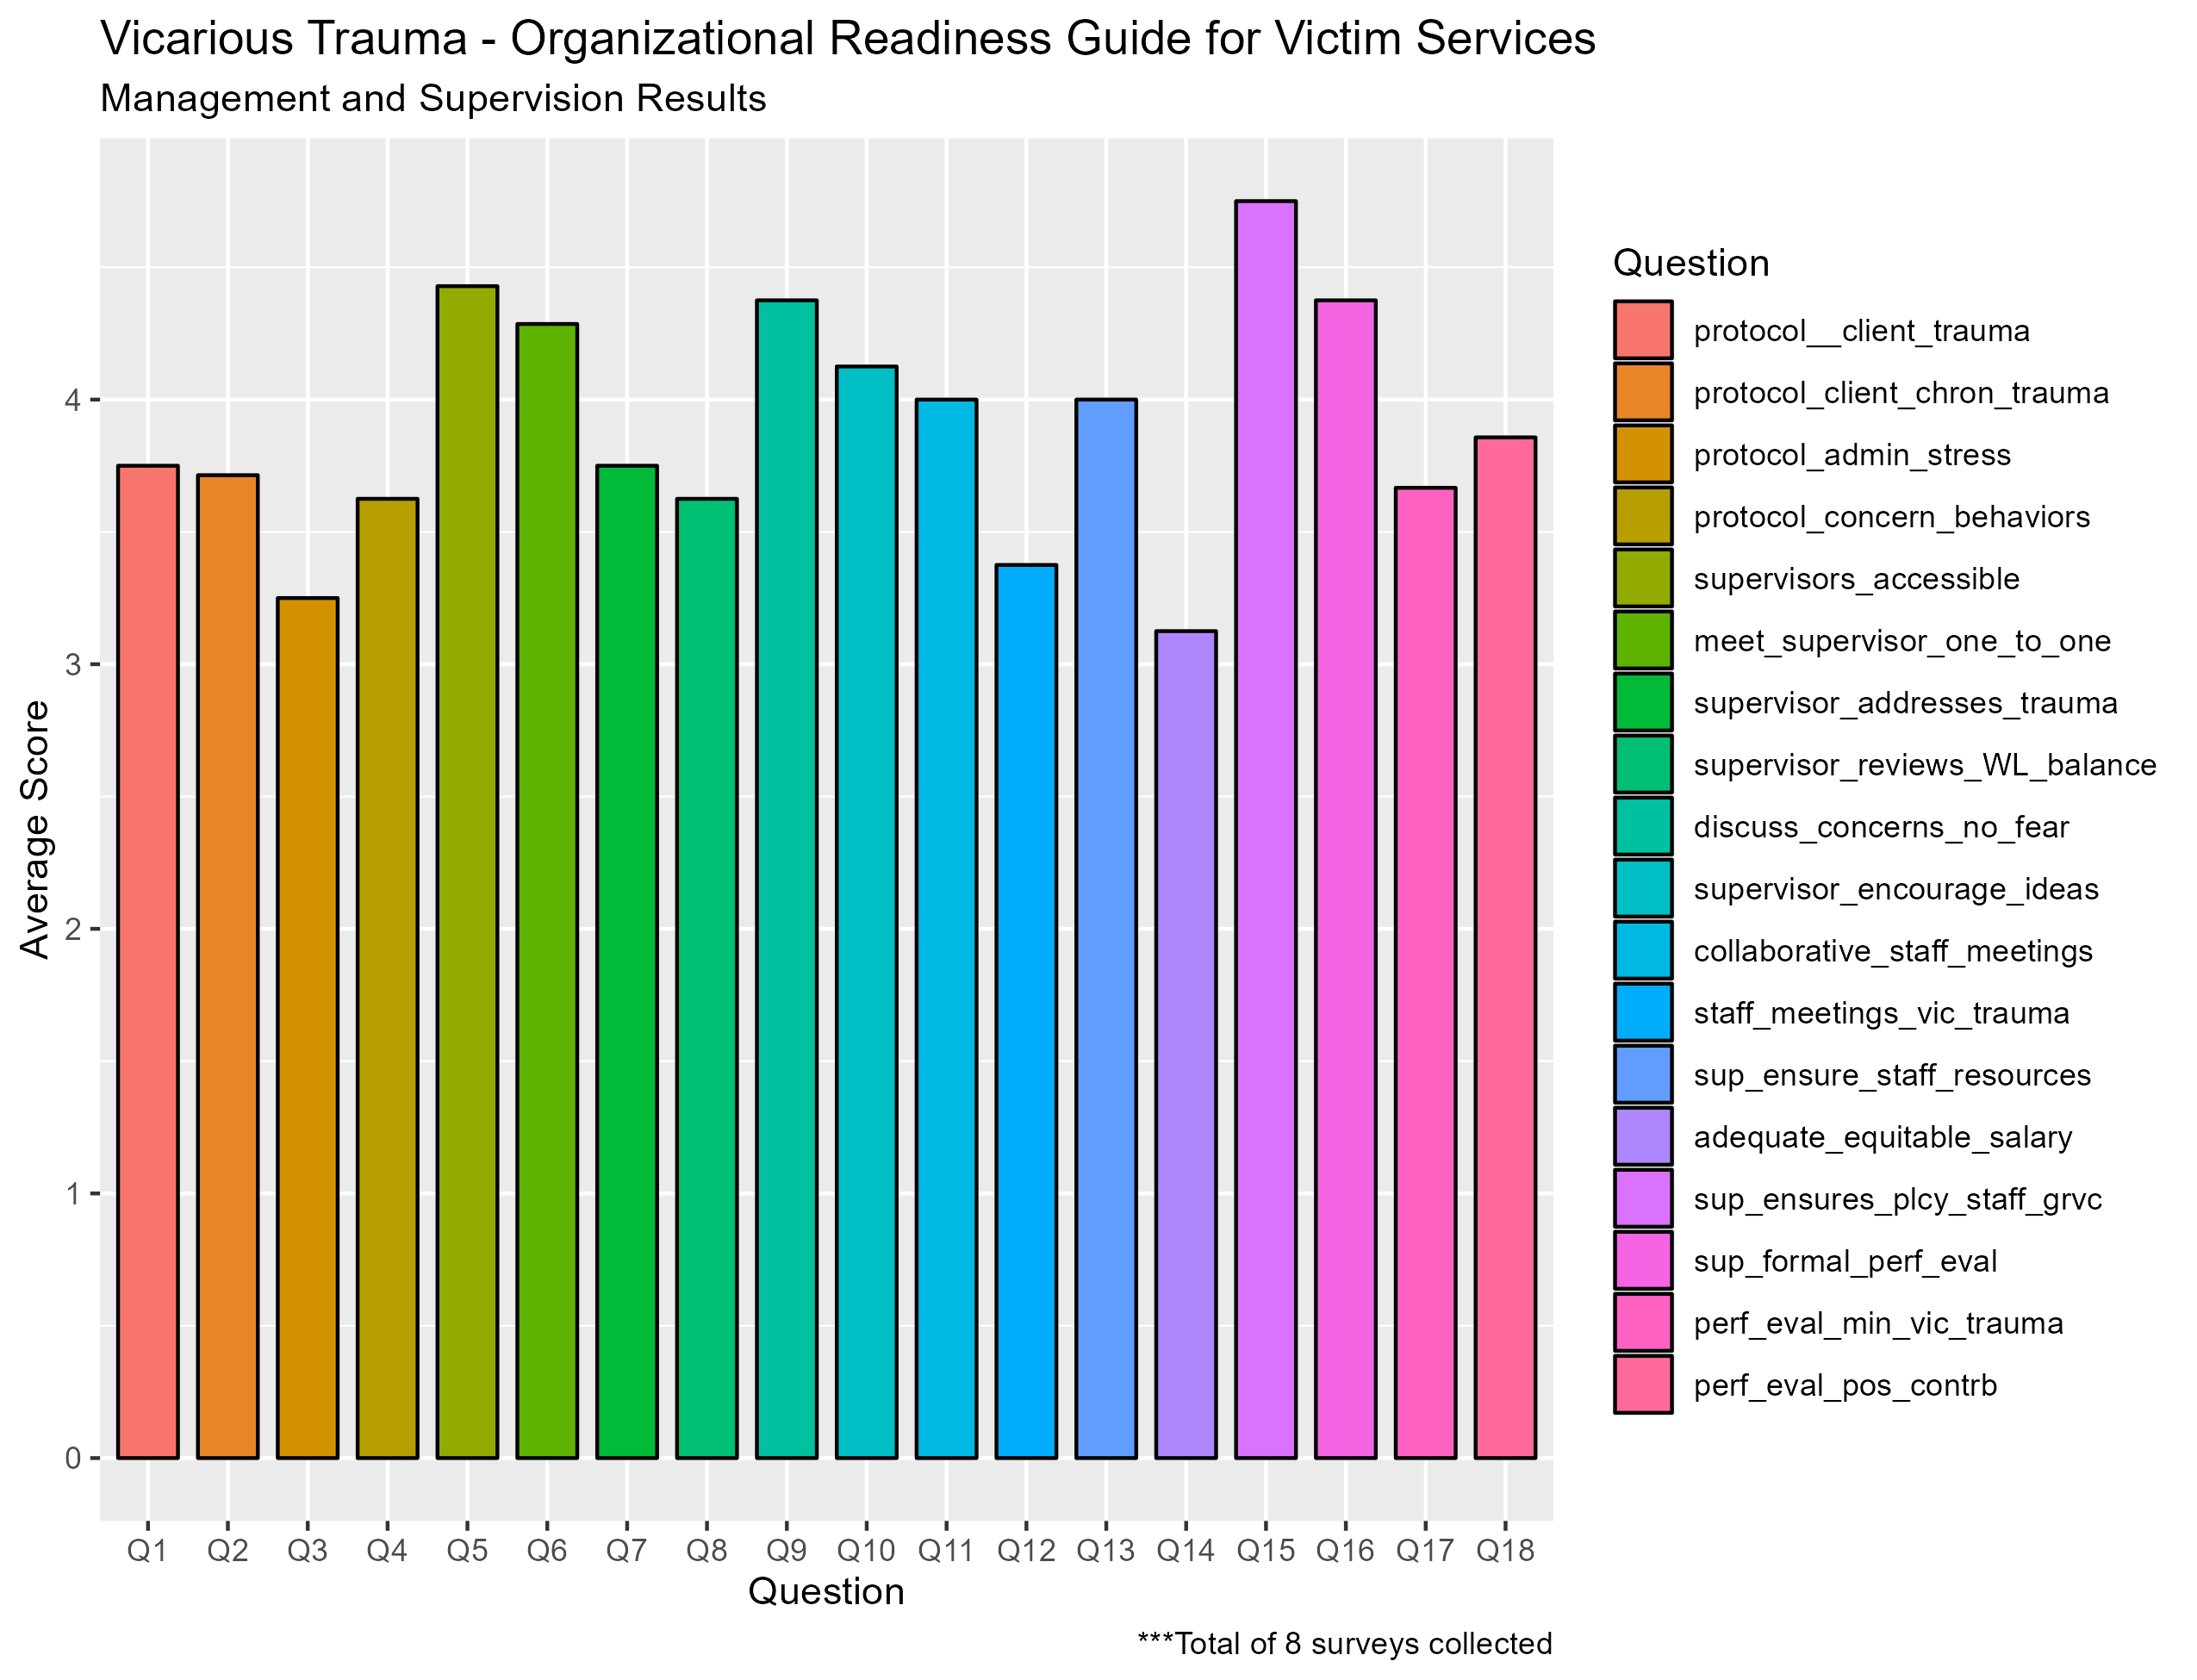 Vicarious Trauma - Organizational Readiness Guide for Victim Services
Management and Supervision Results
Average Score
4
3
2
1
0
Q1 Q2 Q3 Q4 Q5 Q6 Q7 Q8 Q9 Q10 Q11 Q12 Q13 Q14 Q15 Q16 Q17 Q18
Question
***Total of 8 surveys collected
Question
protocol__client_trauma
protocol_client_chron_trauma
protocol_admin_stress
protocol_concern_behaviors
supervisors_accessible
meet_supervisor_one_to_one
supervisor_addresses_trauma
supervisor_reviews_WL_balance
discuss_concerns_no_fear
supervisor_encourage_ideas
collaborative_staff_meetings
staff_meetings_vic_trauma
sup_ensure_staff_resources
adequate_equitable_salary
sup_ensures_plcy_staff_grvc
sup_formal_perf_eval
perf_eval_min_vic_trauma
perf_eval_pos_contrb